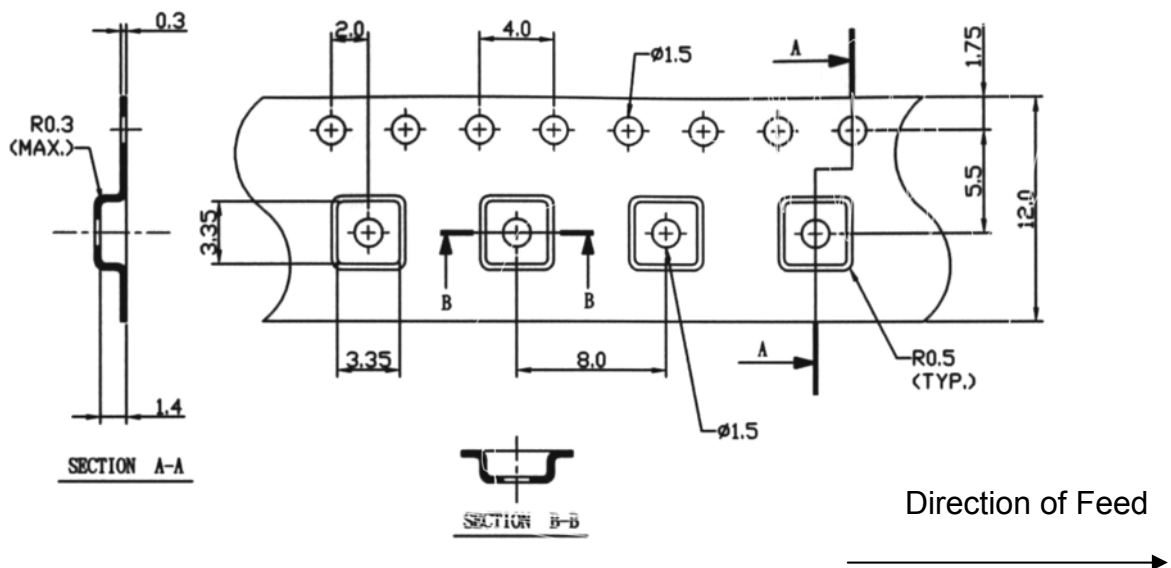 0.3
2.0
4.0
ø1.5
A
1.75
R0.3
(MAX.)
3.35
5.5
12.0
B
B
3.35
8.0
A
R0.5
(TYP.)
1.4
ø1.5
SECTION A-A
SECTION B-B
Direction of Feed